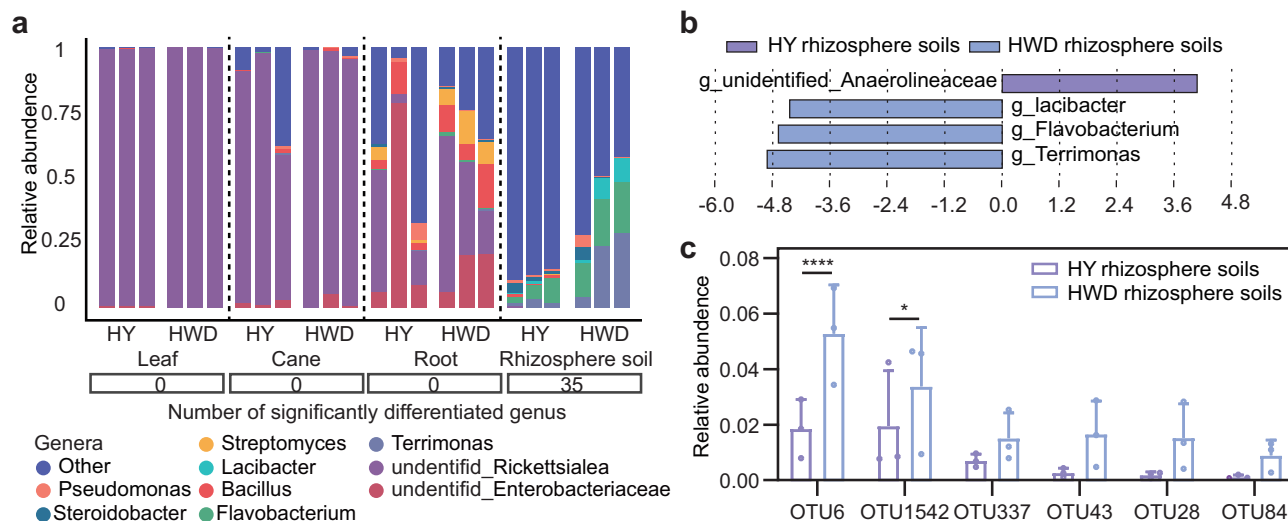 a
Relative abundance
1
0.75
0.5
0.25
0
HY HWD HY HWD HY HWD HY HWD
Leaf Cane Root Rhizosphere soil
0 0 0 35
Number of significantly differentiated genus
Genera
Other
Pseudomonas
Steroidobacter
Streptomyces
Lacibacter
Bacillus
Flavobacterium
Terrimonas
undentifid_Rickettsialea
undentifid_Enterobacteriaceae
b
HY rhizosphere soils HWD rhizosphere soils
g_unidentified_Anaerolineaceae
g_lacibacter
g_Flavobacterium
g_Terrimonas
-6.0 -4.8 -3.6 -2.4 -1.2 0.0 1.2 2.4 3.6 4.8
c
Relative abundance
0.08
0.06
0.04
0.02
0.00
**** *
HY rhizosphere soils
HWD rhizosphere soils
OTU6 OTU1542 OTU337 OTU43 OTU28 OTU84